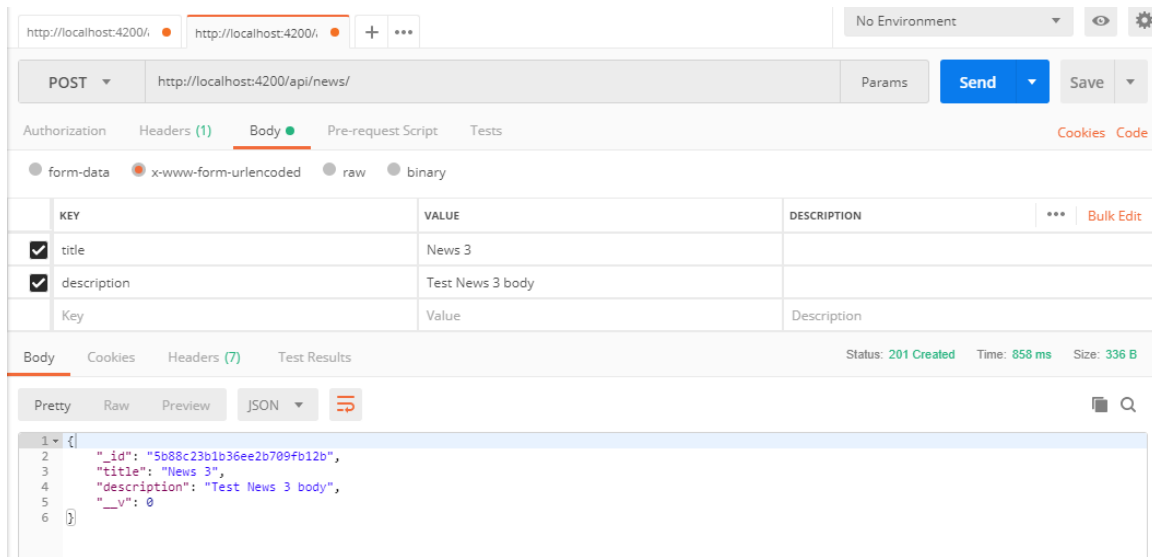 http://localhost:4200/a http://localhost:4200/a + ••• No Environment
POST http://localhost:4200/api/news/ Params Send Save
Authorization Headers (1) Body Pre-request Script Tests Cookies Code
form-data x-www-form-urlencoded raw binary
KEY VALUE DESCRIPTION ••• Bulk Edit
title News 3
description Test News 3 body
Key Value Description
Body Cookies Headers (7) Test Results Status: 201 Created Time: 858 ms Size: 336 B
Pretty Raw Preview JSON
1 {
2 "_id": "5b88c23b1b36ee2b709fb12b",
3 "title": "News 3",
4 "description": "Test News 3 body",
5 "__v": 0
6 }